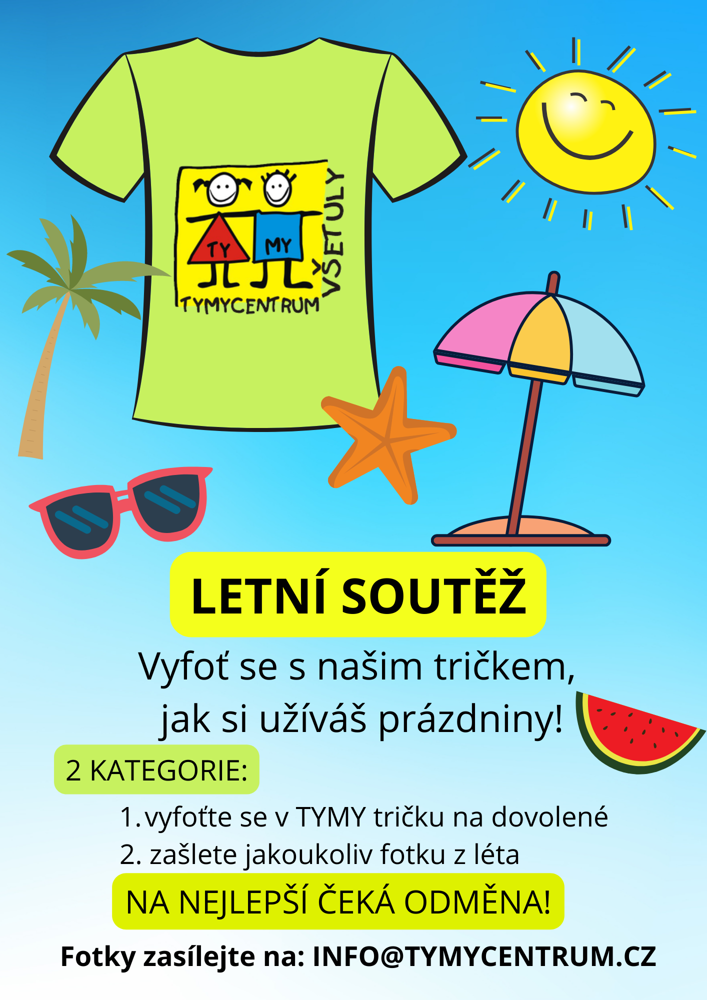 TY MY
VŠETULY
TYMYCENTRUM
LETNÍ SOUTĚŽ
Vyfoť se s našim tričkem,
jak si užíváš prázdniny!
2 KATEGORIE:
1. vyfoťte se v TYMY tričku na dovolené
2. zašlete jakoukoliv fotku z léta
NA NEJLEPŠÍ ČEKÁ ODMĚNA!
Fotky zasílejte na: INFO@TYMYCENTRUM.CZ